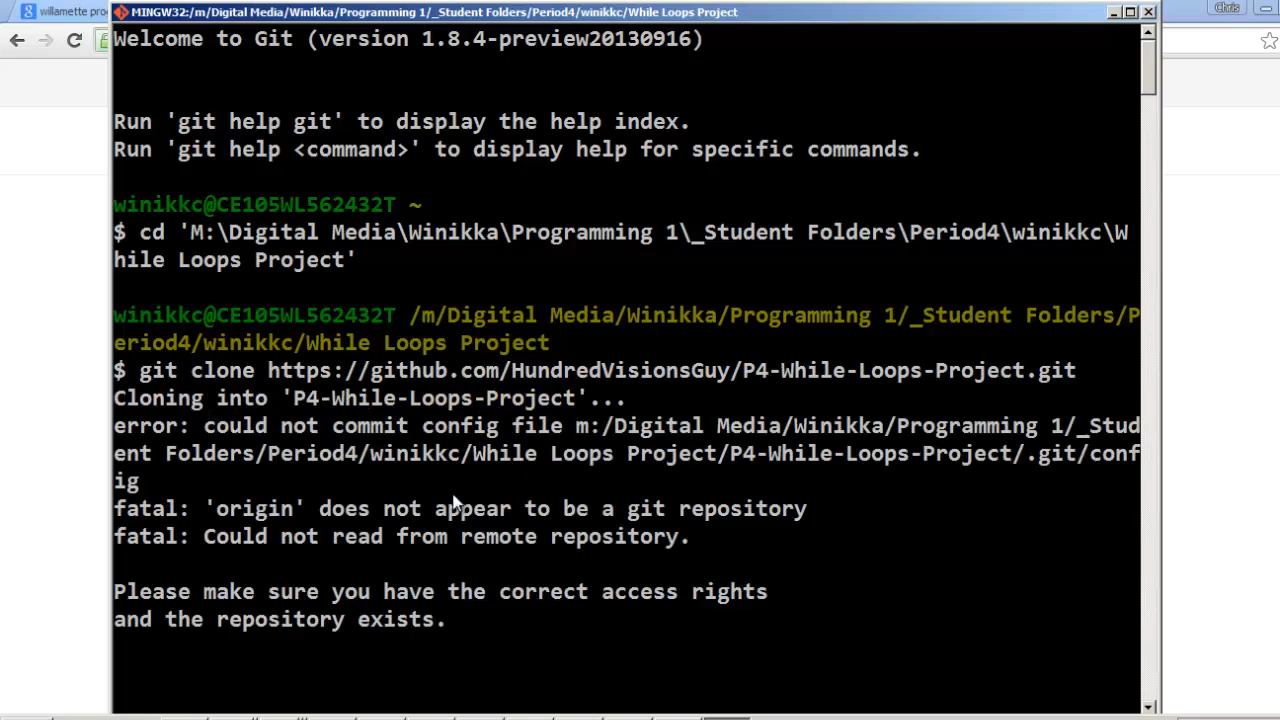 willamette pro
MINGW32:/m/Digital Media/Winikka/Programming 1/_Student Folders/Period4/winikkc/While Loops Project
Chris
Welcome to Git (version 1.8.4-preview20130916)
Run 'git help git' to display the help index.
Run 'git help <command>' to display help for specific commands.
winikkc@CE105WL562432T ~
$ cd 'M:\Digital Media\Winikka\Programming 1\_Student Folders\Period4\winikkc\W
hile Loops Project'
winikkc@CE105WL562432T /m/Digital Media/Winikka/Programming 1/_Student Folders/P
eriod4/winikkc/While Loops Project
$ git clone https://github.com/HundredVisionsGuy/P4-While-Loops-Project.git
Cloning into 'P4-While-Loops-Project'...
error: could not commit config file m:/Digital Media/Winikka/Programming 1/_Stud
ent Folders/Period4/winikkc/While Loops Project/P4-While-Loops-Project/.git/conf
ig
fatal: 'origin' does not appear to be a git repository
fatal: Could not read from remote repository.
Please make sure you have the correct access rights
and the repository exists.